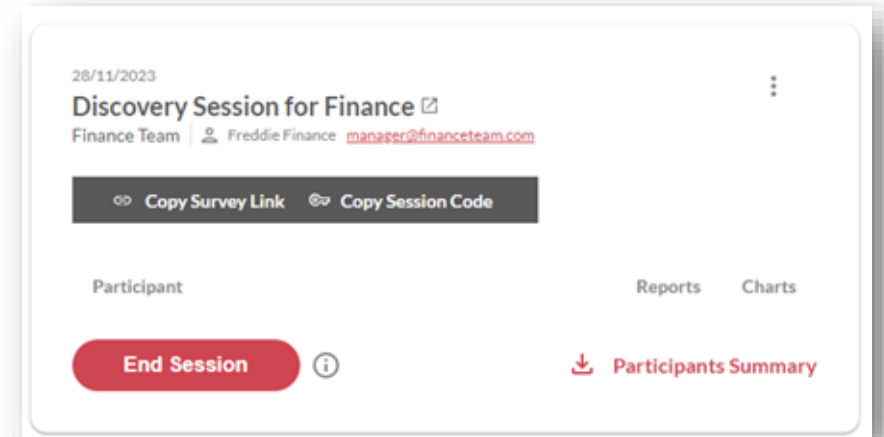 28/11/2023
Discovery Session for Finance
Finance Team Freddie Finance manager@financeteam.com
Copy Survey Link Copy Session Code
Participant Reports Charts
End Session Participants Summary